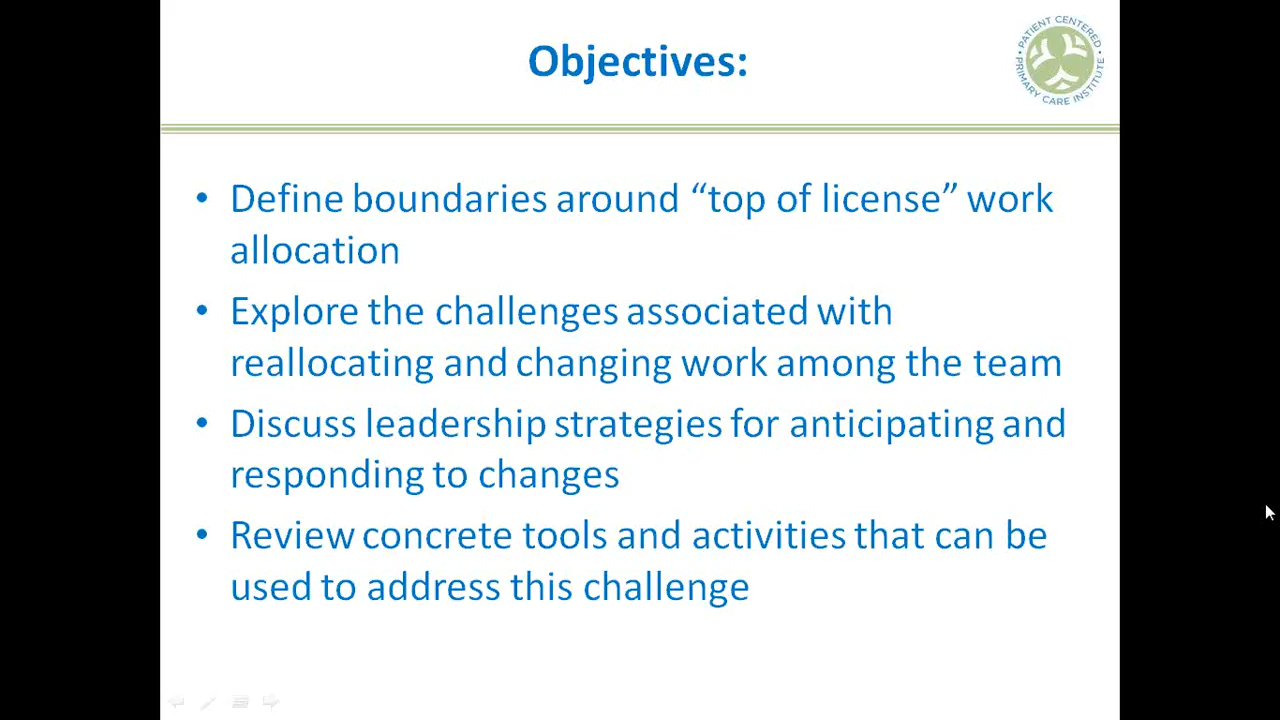 Objectives:
PATIENT CENTERED
PRIMARY CARE INSTITUTE
• Define boundaries around “top of license” work
allocation
• Explore the challenges associated with
reallocating and changing work among the team
• Discuss leadership strategies for anticipating and
responding to changes
• Review concrete tools and activities that can be
used to address this challenge